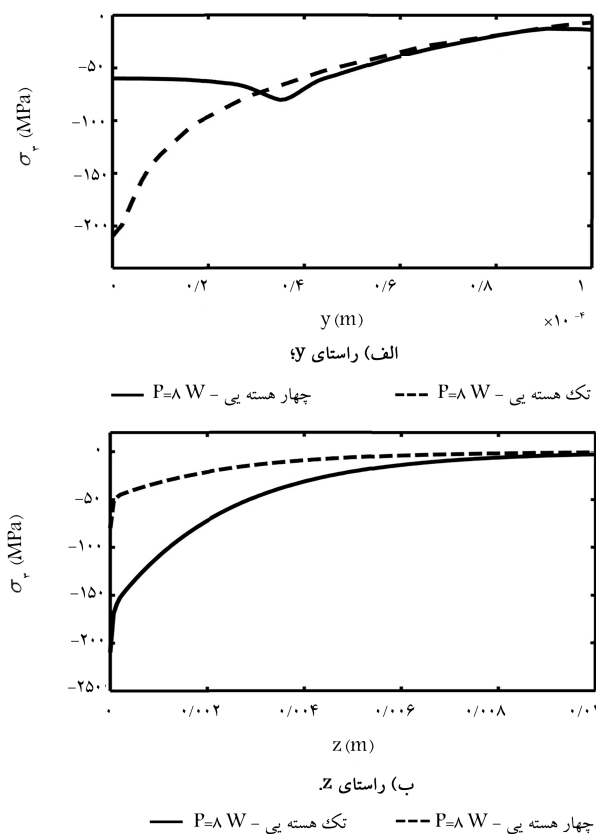 ۰
−۵۰
−۱۰۰
−۱۵۰
−۲۰۰
σ۳ (MPa)
۰ ۰/۲ ۰/۴ ۰/۶ ۰/۸ ۱
×۱۰ −۴
y (m)
الف) راستای y؛
چهار هسته یی – P=۸ W تک هسته یی – P=۸ W
۰
−۵۰
−۱۰۰
−۱۵۰
−۲۰۰
−۲۵۰
σ۳ (MPa)
۰ ۰/۰۰۲ ۰/۰۰۴ ۰/۰۰۶ ۰/۰۰۸ ۰/۰۱
z (m)
ب) راستای z.
تک هسته یی – P=۸ W چهار هسته یی – P=۸ W